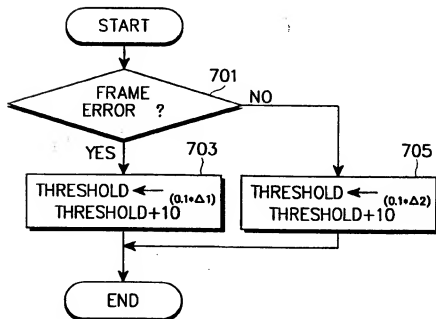 START
701
FRAME
ERROR ?
NO
YES
703
THRESHOLD ←
THRESHOLD+10 (0.1•Δ1)
705
THRESHOLD ←
THRESHOLD+10 (0.1•Δ2)
END